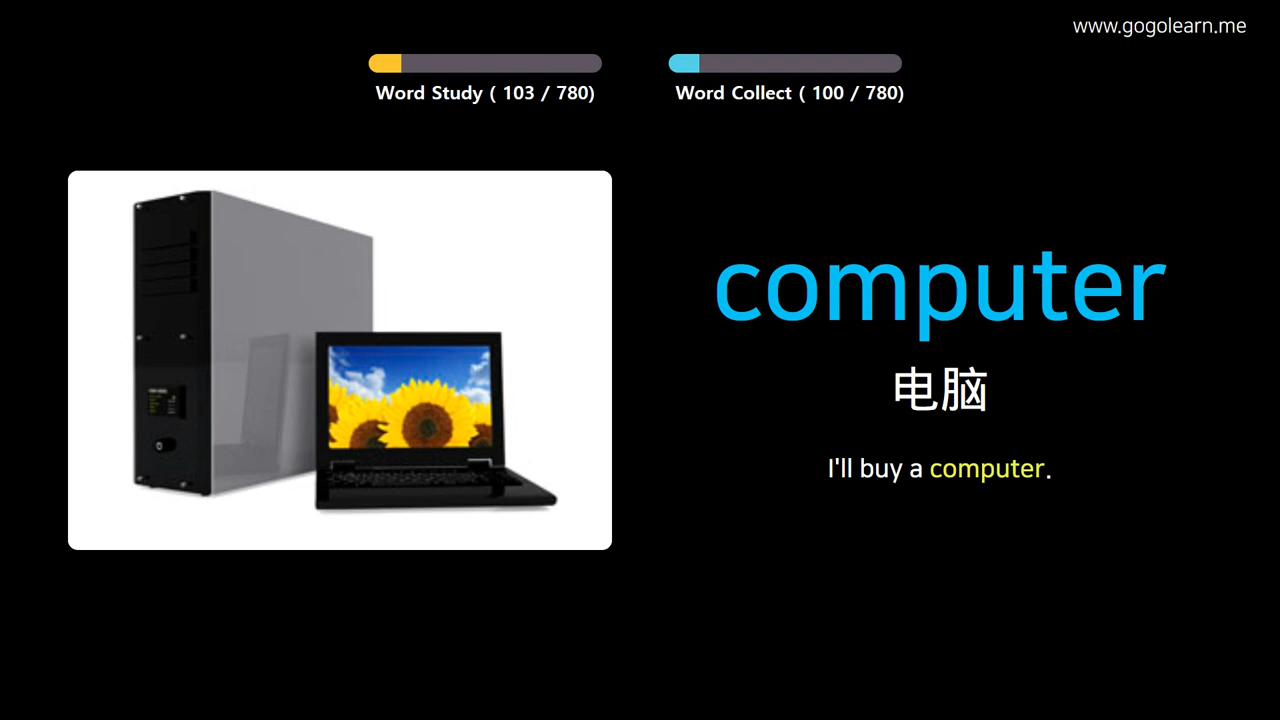 www.gogolearn.me
Word Study ( 103 / 780)
Word Collect ( 100 / 780)
computer
电脑
I'll buy a computer.